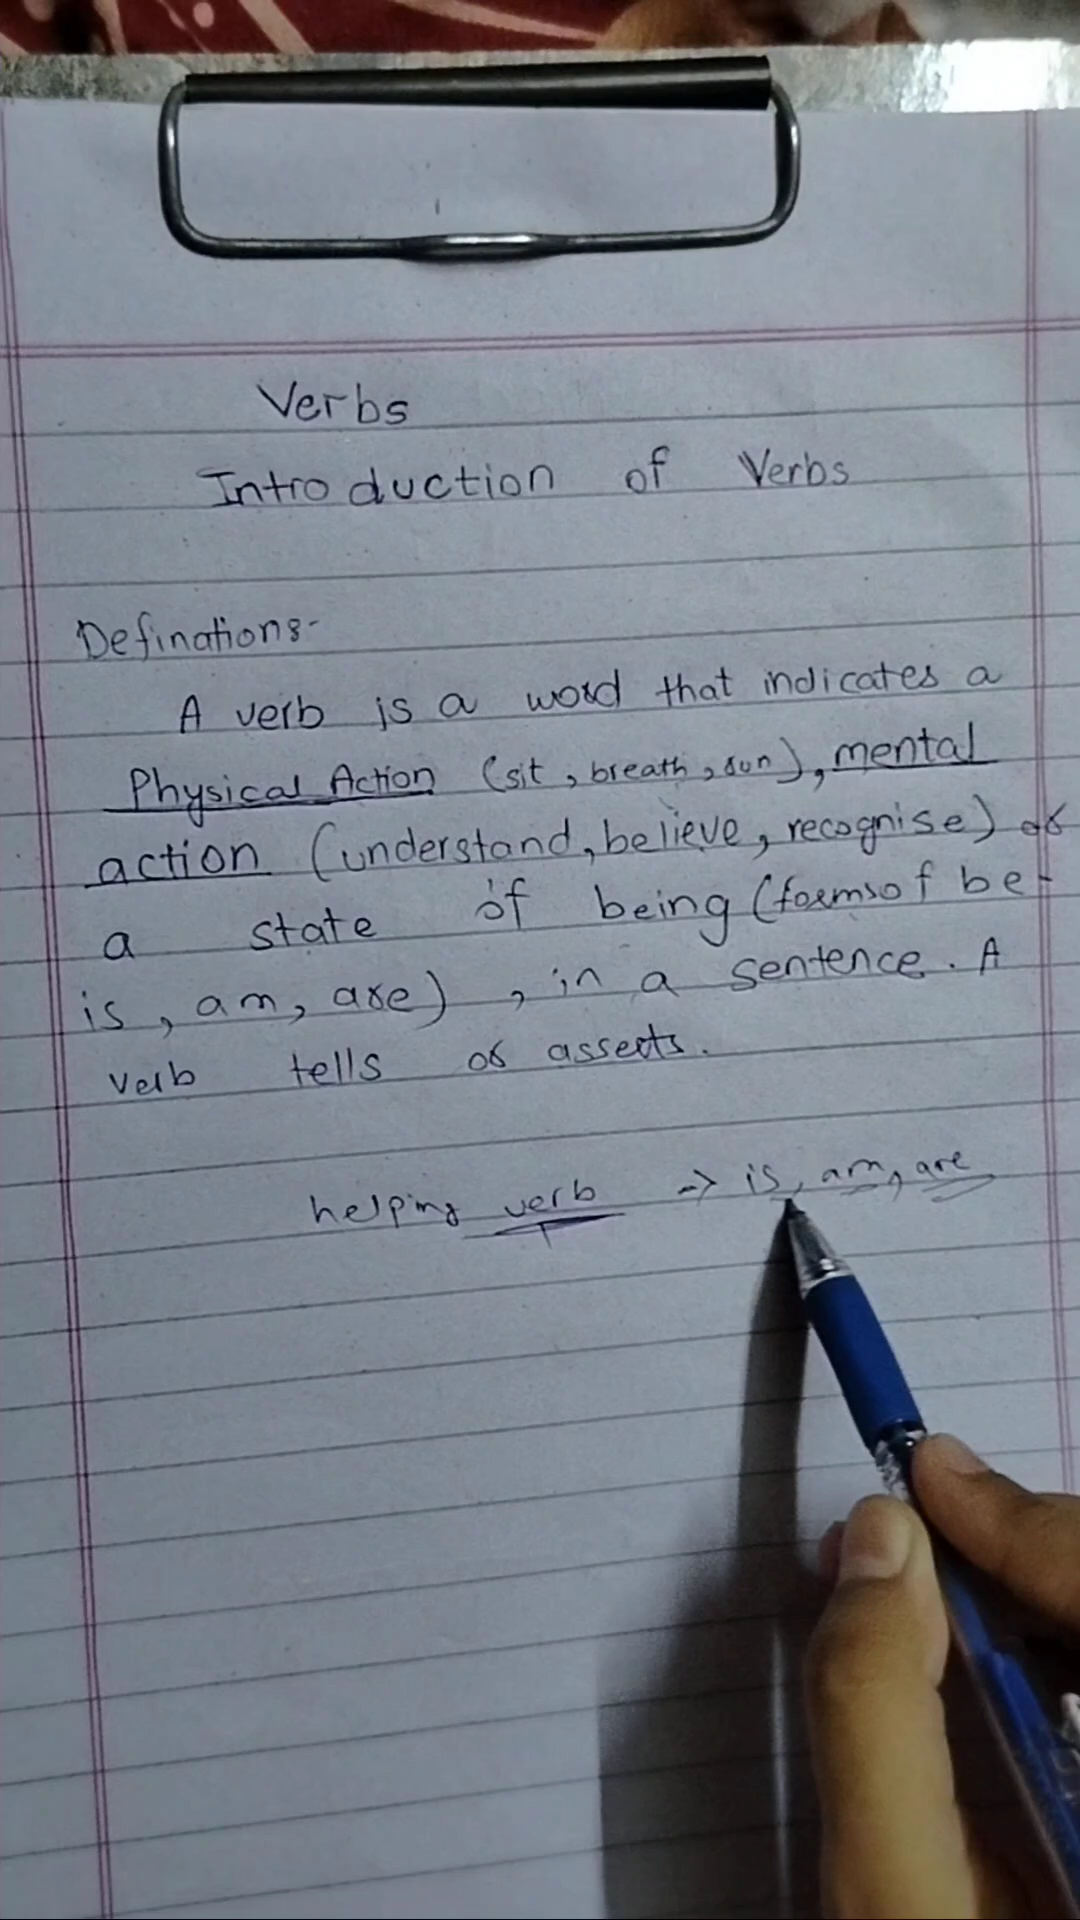 Verbs
Introduction of Verbs
Definations-
A verb is a word that indicates a
Physical Action (sit, breath, run), mental
action (understand, believe, recognise) or
a state of being (forms of be-
is, am, are), in a sentence. A
verb tells or asserts.
helping verb -> is, am, are